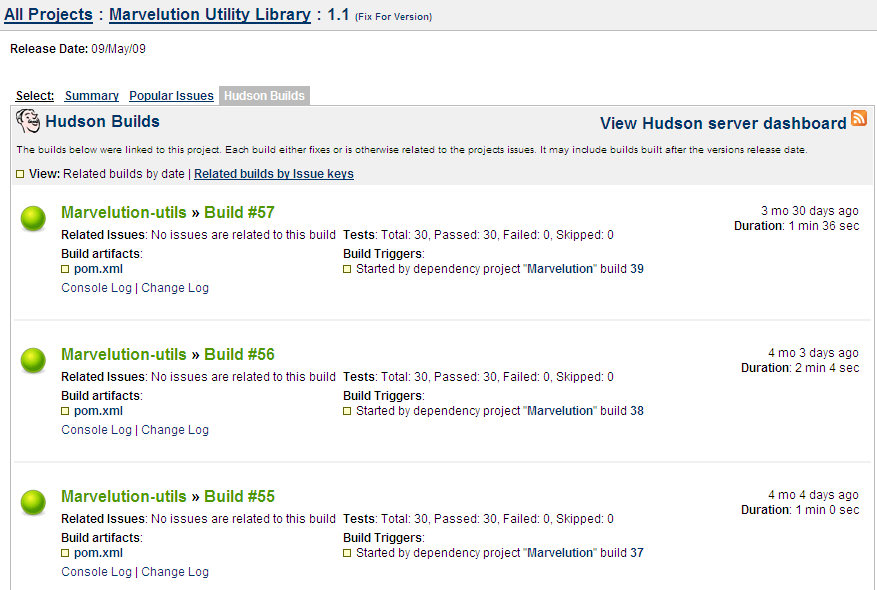 All Projects : Marvelution Utility Library : 1.1 (Fix For Version)
Release Date: 09/May/09
Select: Summary Popular Issues Hudson Builds
Hudson Builds View Hudson server dashboard
The builds below were linked to this project. Each build either fixes or is otherwise related to the projects issues. It may include builds built after the versions release date.
View: Related builds by date | Related builds by Issue keys
Marvelution-utils » Build #57 3 mo 30 days ago
Duration: 1 min 36 sec
Related Issues: No issues are related to this build Tests: Total: 30, Passed: 30, Failed: 0, Skipped: 0
Build artifacts: Build Triggers:
pom.xml Started by dependency project "Marvelution" build 39
Console Log | Change Log
Marvelution-utils » Build #56 4 mo 3 days ago
Duration: 2 min 4 sec
Related Issues: No issues are related to this build Tests: Total: 30, Passed: 30, Failed: 0, Skipped: 0
Build artifacts: Build Triggers:
pom.xml Started by dependency project "Marvelution" build 38
Console Log | Change Log
Marvelution-utils » Build #55 4 mo 4 days ago
Duration: 1 min 0 sec
Related Issues: No issues are related to this build Tests: Total: 30, Passed: 30, Failed: 0, Skipped: 0
Build artifacts: Build Triggers:
pom.xml Started by dependency project "Marvelution" build 37
Console Log | Change Log